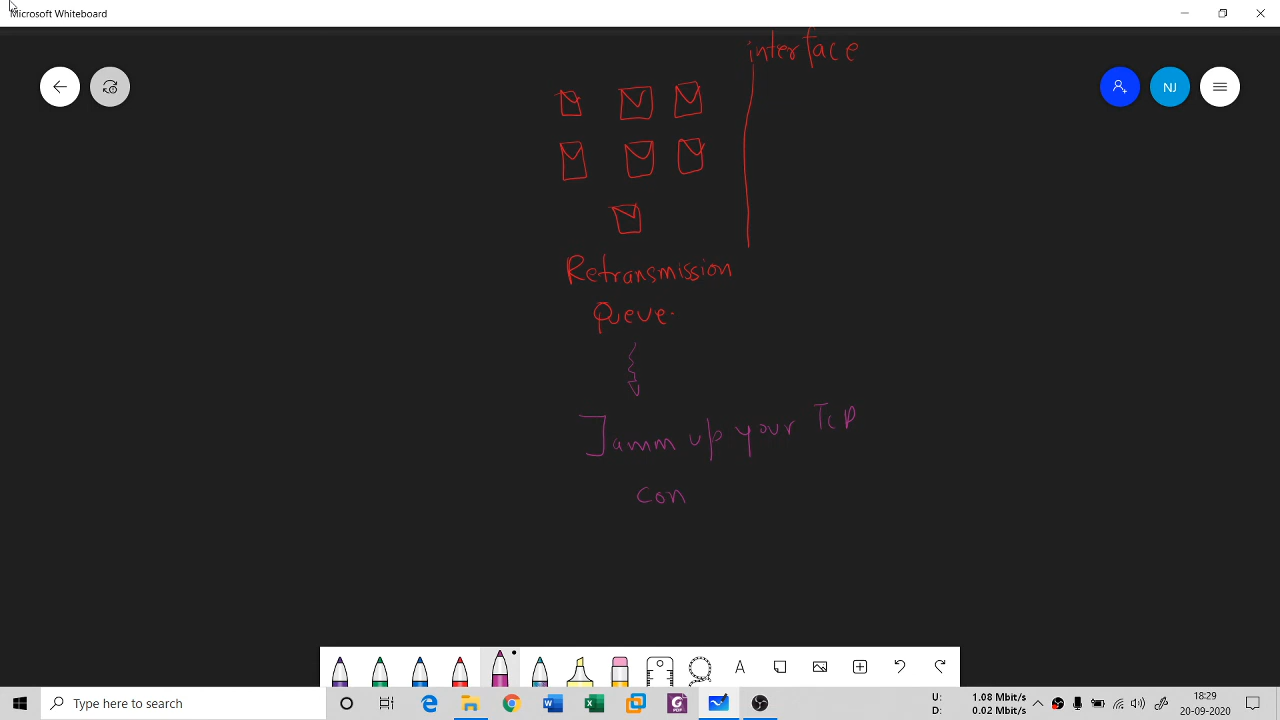 Microsoft Whiteboard
interface
NJ
Retransmission
Queue.
Jamm up your TCP
con
A
Type here to search
U: 1.08 Mbit/s
D: 0.02 Mbit/s
18:29
20-09-2020